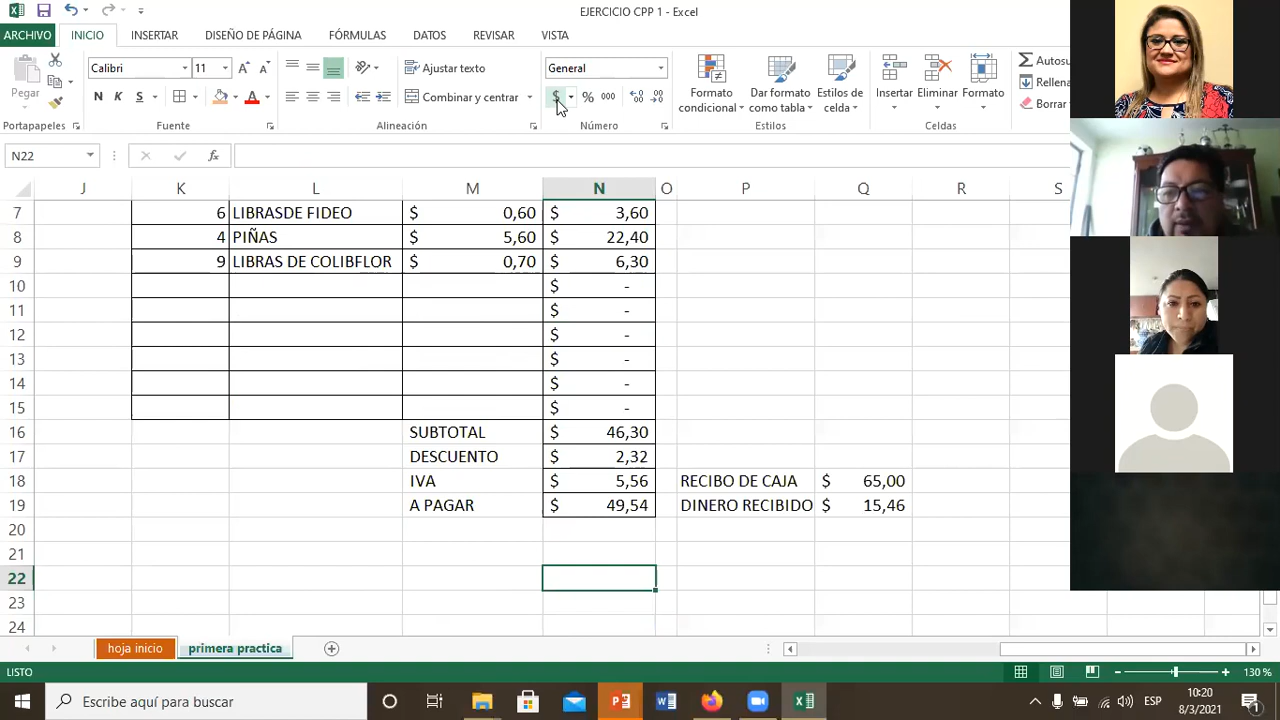 EJERCICIO CPP 1 - Excel
ARCHIVO INICIO INSERTAR DISEÑO DE PÁGINA FÓRMULAS DATOS REVISAR VISTA
Pegar
Calibri 11 Ajustar texto General
N K S Combinar y centrar $ % 000
Formato condicional Dar formato como tabla Estilos de celda Insertar Eliminar Formato
Autosu
Rellena
Borrar
Portapapeles Fuente Alineación Número Estilos Celdas
N22 fx
J K L M N O P Q R S
7 6 LIBRASDE FIDEO $ 0,60 $ 3,60
8 4 PIÑAS $ 5,60 $ 22,40
9 9 LIBRAS DE COLIBFLOR $ 0,70 $ 6,30
10 $ -
11 $ -
12 $ -
13 $ -
14 $ -
15 $ -
16 SUBTOTAL $ 46,30
17 DESCUENTO $ 2,32
18 IVA $ 5,56 RECIBO DE CAJA $ 65,00
19 A PAGAR $ 49,54 DINERO RECIBIDO $ 15,46
20
21
22
23
24
hoja inicio primera practica
LISTO 130 %
Escribe aquí para buscar
ESP
10:20
8/3/2021